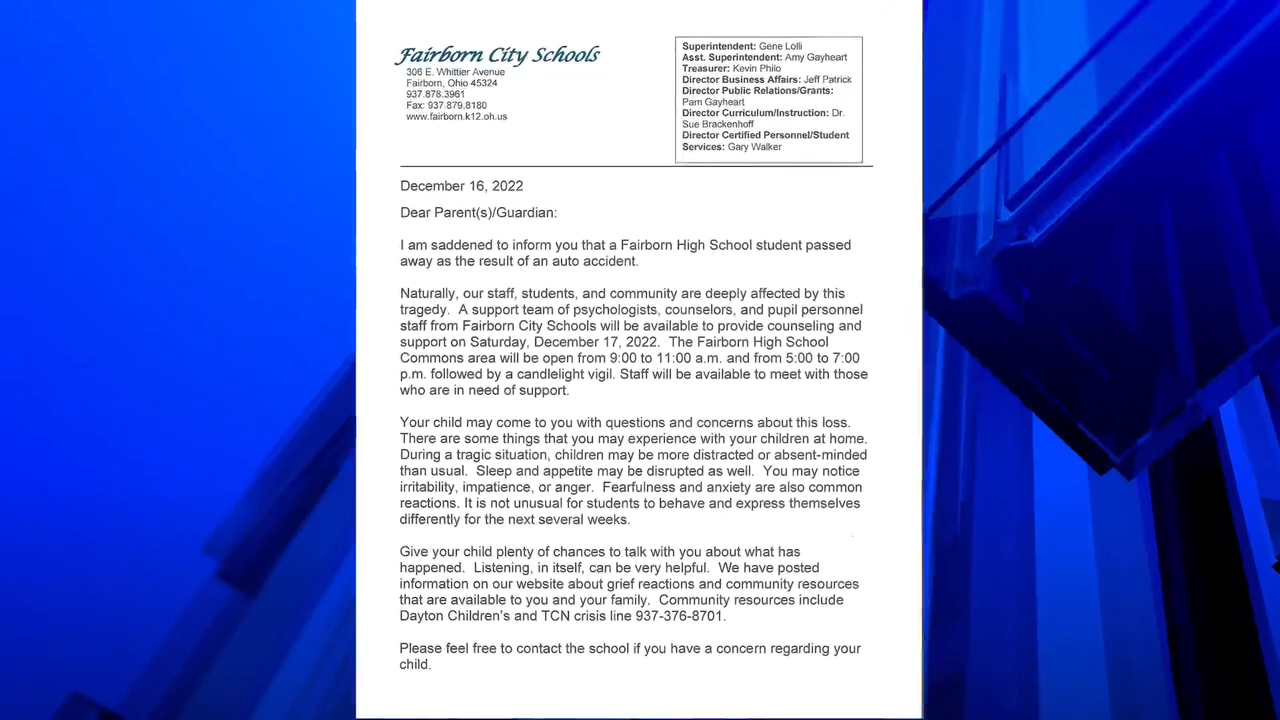 Fairborn City Schools
306 E. Whittier Avenue
Fairborn, Ohio 45324
937.878.3961
Fax: 937.879.8180
www.fairborn.k12.oh.us
Superintendent: Gene Lolli
Asst. Superintendent: Amy Gayheart
Treasurer: Kevin Philo
Director Business Affairs: Jeff Patrick
Director Public Relations/Grants:
Pam Gayheart
Director Curriculum/Instruction: Dr.
Sue Brackenhoff
Director Certified Personnel/Student
Services: Gary Walker
December 16, 2022
Dear Parent(s)/Guardian:
I am saddened to inform you that a Fairborn High School student passed
away as the result of an auto accident.
Naturally, our staff, students, and community are deeply affected by this
tragedy. A support team of psychologists, counselors, and pupil personnel
staff from Fairborn City Schools will be available to provide counseling and
support on Saturday, December 17, 2022. The Fairborn High School
Commons area will be open from 9:00 to 11:00 a.m. and from 5:00 to 7:00
p.m. followed by a candlelight vigil. Staff will be available to meet with those
who are in need of support.
Your child may come to you with questions and concerns about this loss.
There are some things that you may experience with your children at home.
During a tragic situation, children may be more distracted or absent-minded
than usual. Sleep and appetite may be disrupted as well. You may notice
irritability, impatience, or anger. Fearfulness and anxiety are also common
reactions. It is not unusual for students to behave and express themselves
differently for the next several weeks.
Give your child plenty of chances to talk with you about what has
happened. Listening, in itself, can be very helpful. We have posted
information on our website about grief reactions and community resources
that are available to you and your family. Community resources include
Dayton Children's and TCN crisis line 937-376-8701.
Please feel free to contact the school if you have a concern regarding your
child.